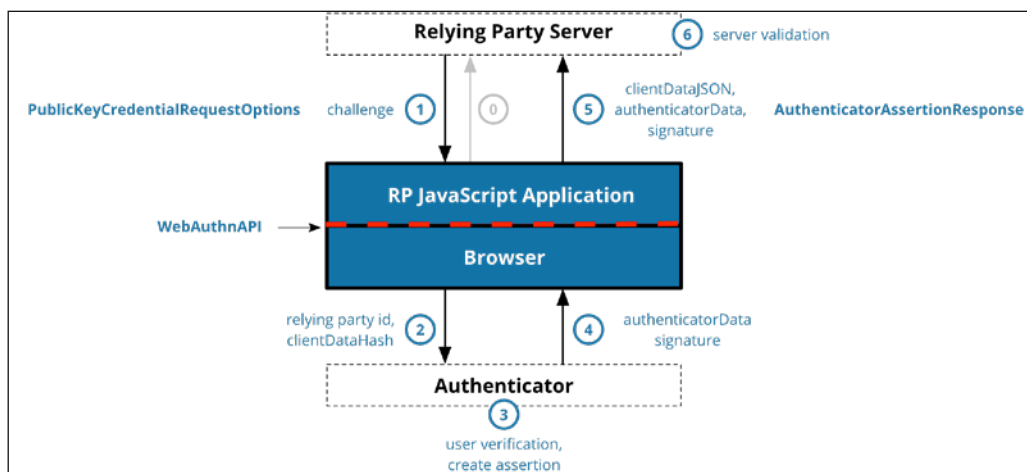 Relying Party Server
6 server validation
PublicKeyCredentialRequestOptions
challenge 1
0
5 clientDataJSON,
authenticatorData,
signature
AuthenticatorAssertionResponse
RP JavaScript Application
WebAuthnAPI
Browser
relying party id,
clientDataHash
2
4
authenticatorData
signature
Authenticator
3
user verification,
create assertion